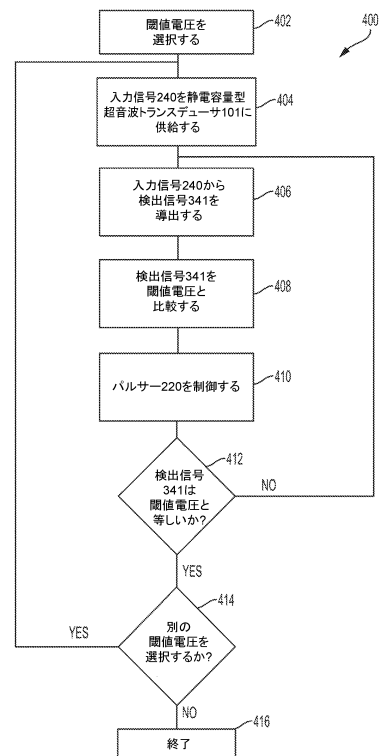 400
閾値電圧を
選択する
402
入力信号240を静電容量型
超音波トランスデューサ101に
供給する
404
入力信号240から
検出信号341を
導出する
406
検出信号341を
閾値電圧と
比較する
408
パルサー220を制御する
410
検出信号
341は
閾値電圧と
等しいか?
412
NO
YES
別の
閾値電圧を
選択するか?
414
YES
NO
終了
416